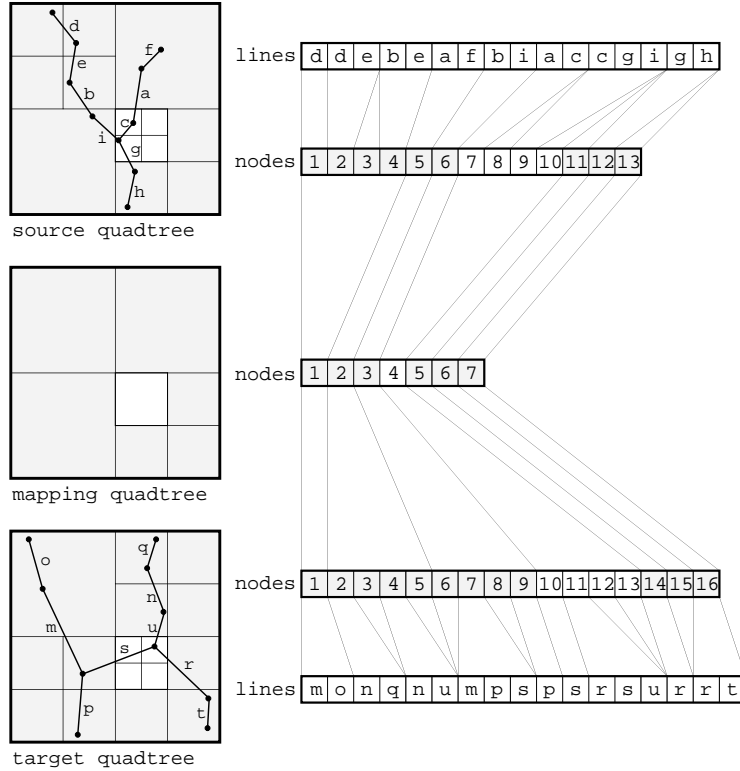 d
f
e
a
b
c
i
g
h
source quadtree
lines d d e b e a f b i a c c g i g h
nodes 1 2 3 4 5 6 7 8 9 10 11 12 13
nodes 1 2 3 4 5 6 7
mapping quadtree
q
o
n
m
u
s
r
p
t
nodes 1 2 3 4 5 6 7 8 9 10 11 12 13 14 15 16
lines m o n q n u m p s p s r s u r r t
target quadtree